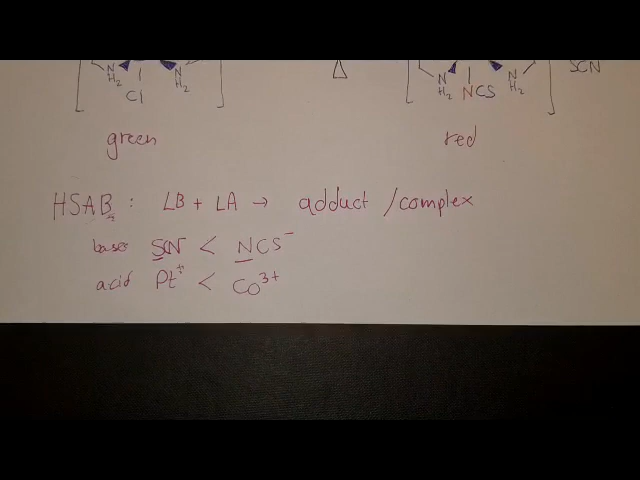 N H₂ Cl N H₂ △ N H₂ NCS N H₂ SCN
green red
HSAB : LB + LA → adduct / complex
base SCN⁻ < NCS⁻
acid Pt⁺ < Co³⁺